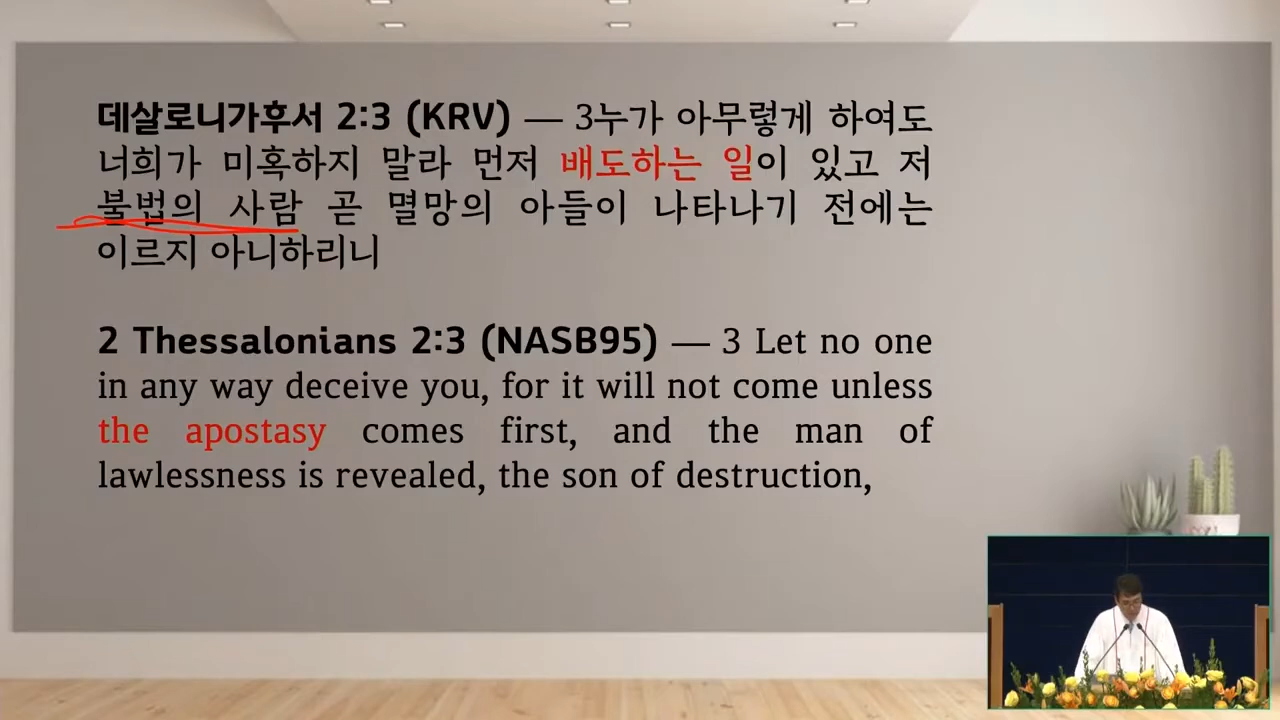 데살로니가후서 2:3 (KRV) — 3누가 아무렇게 하여도
너희가 미혹하지 말라 먼저 배도하는 일이 있고 저
불법의 사람 곧 멸망의 아들이 나타나기 전에는
이르지 아니하리니
2 Thessalonians 2:3 (NASB95) — 3 Let no one
in any way deceive you, for it will not come unless
the apostasy comes first, and the man of
lawlessness is revealed, the son of destruction,